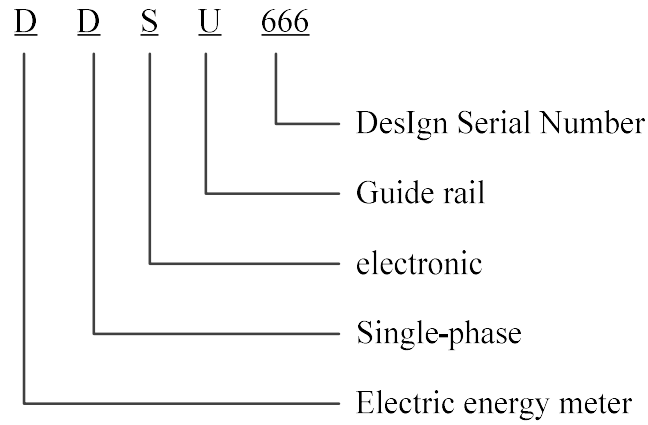 D D S U 666
DesIgn Serial Number
Guide rail
electronic
Single-phase
Electric energy meter